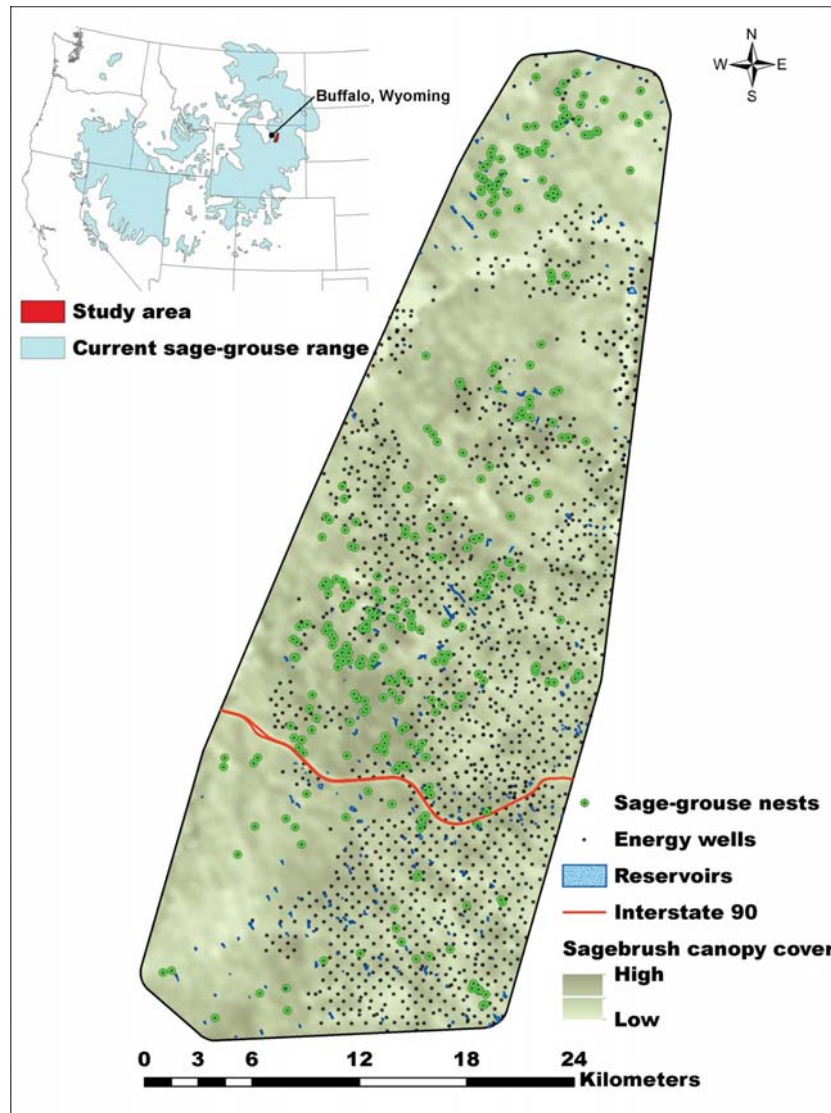 Buffalo, Wyoming
N
W E
S
Study area
Current sage-grouse range
Sage-grouse nests
Energy wells
Reservoirs
Interstate 90
Sagebrush canopy cover
High
Low
0 3 6 12 18 24
Kilometers